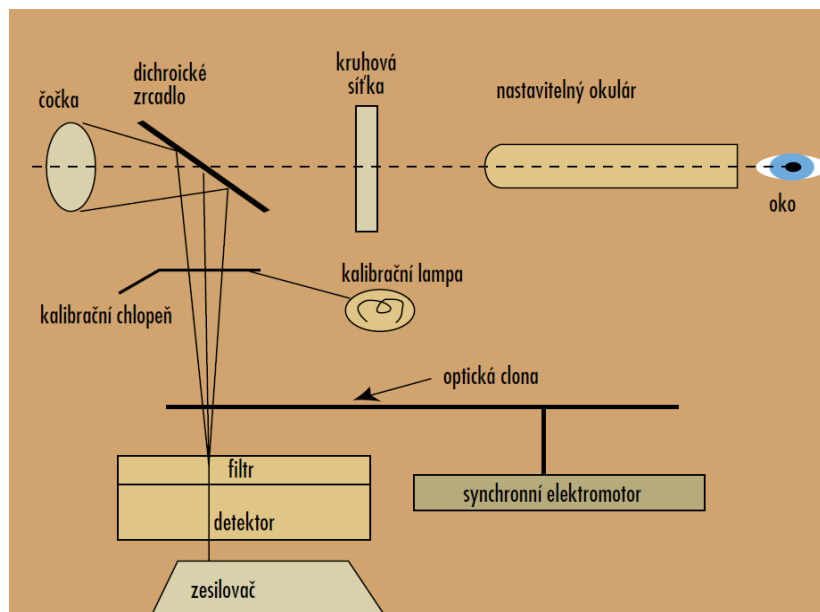 dichroické
zrcadlo
čočka
kruhová
síťka
nastavitelný okulár
oko
kalibrační lampa
kalibrační chlopeň
optická clona
filtr
synchronní elektromotor
detektor
zesilovač